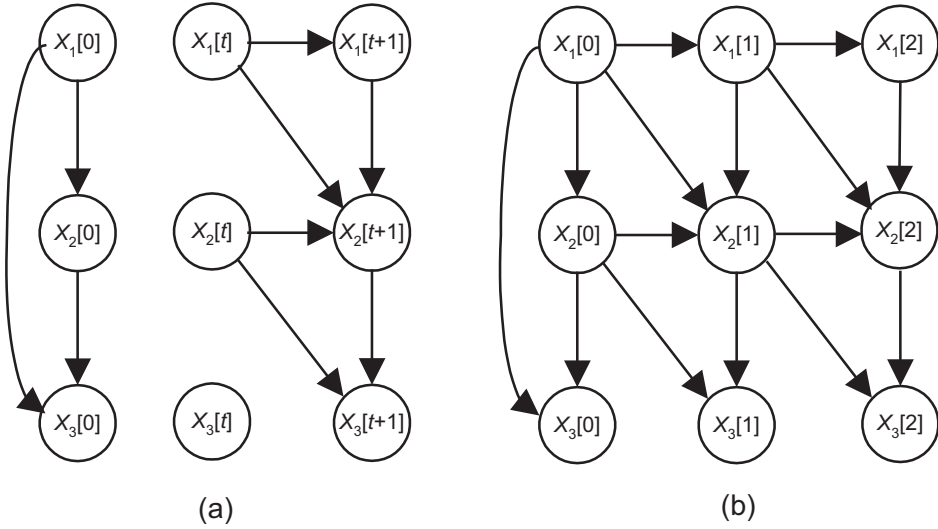 X₁[0] X₁[t] X₁[t+1] X₁[0] X₁[1] X₁[2]
X₂[0] X₂[t] X₂[t+1] X₂[0] X₂[1] X₂[2]
X₃[0] X₃[t] X₃[t+1] X₃[0] X₃[1] X₃[2]
(a) (b)